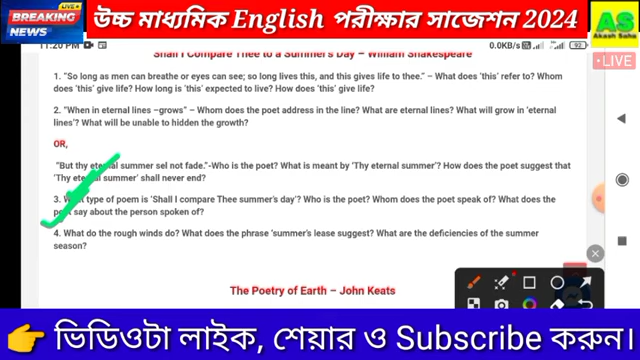 BREAKING
NEWS
উচ্চ মাধ্যমিক English পরীক্ষার সাজেশন 2024
AS
Akash Saha
11:20 PM
0.0KB/S
LIVE
Shall I Compare Thee to a Summer's Day – William Shakespeare
1. "So long as men can breathe or eyes can see; so long lives this, and this gives life to thee." – What does 'this' refer to? Whom
does 'this' give life? How long is 'this' expected to live? How does 'this' give life?
2. "When in eternal lines –grows" – Whom does the poet address in the line? What are eternal lines? What will grow in 'eternal
lines'? What will be unable to hidden the growth?
OR,
"But thy eternal summer sel not fade."-Who is the poet? What is meant by 'Thy eternal summer'? How does the poet suggest that
'Thy eternal summer' shall never end?
3. What type of poem is 'Shall I compare Thee summer's day'? Who is the poet? Whom does the poet speak of? What does the
poet say about the person spoken of?
4. What do the rough winds do? What does the phrase 'summer's lease suggest? What are the deficiencies of the summer
season?
The Poetry of Earth – John Keats
ভিডিওটা লাইক, শেয়ার ও Subscribe করুন।